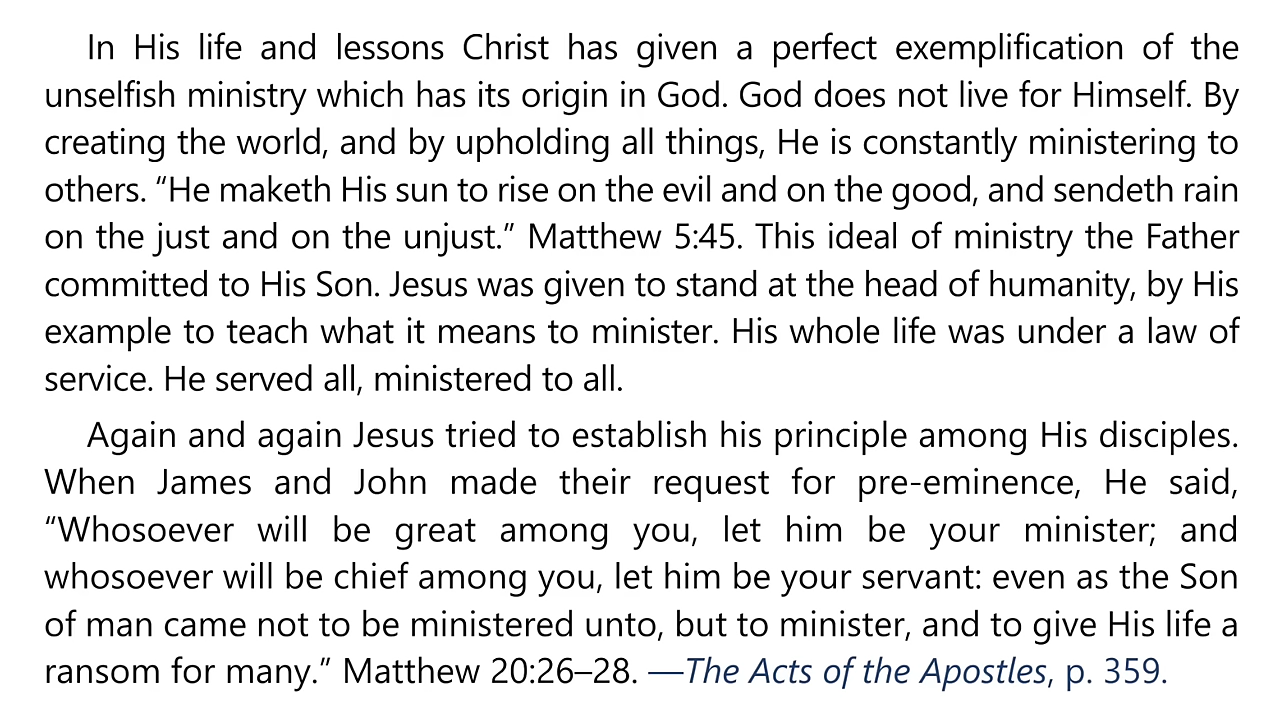 In His life and lessons Christ has given a perfect exemplification of the
unselfish ministry which has its origin in God. God does not live for Himself. By
creating the world, and by upholding all things, He is constantly ministering to
others. “He maketh His sun to rise on the evil and on the good, and sendeth rain
on the just and on the unjust.” Matthew 5:45. This ideal of ministry the Father
committed to His Son. Jesus was given to stand at the head of humanity, by His
example to teach what it means to minister. His whole life was under a law of
service. He served all, ministered to all.
Again and again Jesus tried to establish his principle among His disciples.
When James and John made their request for pre-eminence, He said,
“Whosoever will be great among you, let him be your minister; and
whosoever will be chief among you, let him be your servant: even as the Son
of man came not to be ministered unto, but to minister, and to give His life a
ransom for many.” Matthew 20:26–28. —The Acts of the Apostles, p. 359.